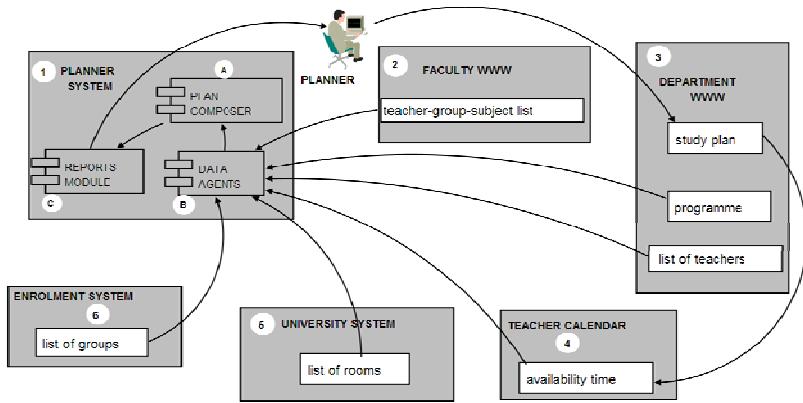 PLANNER
1
PLANNER
SYSTEM
A
PLAN
COMPOSER
REPORTS
MODULE
C
DATA
AGENTS
B
2
FACULTY WWW
teacher-group-subject list
3
DEPARTMENT
WWW
study plan
programme
list of teachers
ENROLMENT SYSTEM
6
list of groups
5
UNIVERSITY SYSTEM
list of rooms
TEACHER CALENDAR
4
availability time